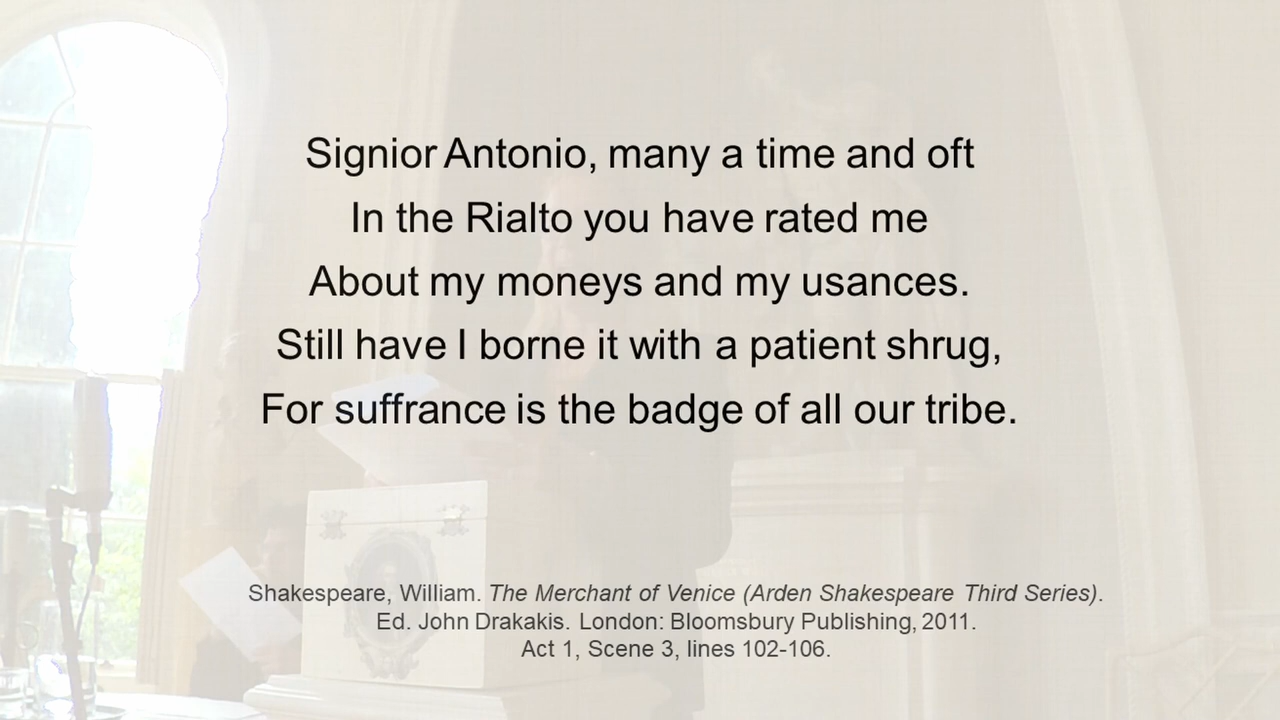 Signior Antonio, many a time and oft
In the Rialto you have rated me
About my moneys and my usances.
Still have I borne it with a patient shrug,
For suffrance is the badge of all our tribe.
Shakespeare, William. The Merchant of Venice (Arden Shakespeare Third Series).
Ed. John Drakakis. London: Bloomsbury Publishing, 2011.
Act 1, Scene 3, lines 102-106.